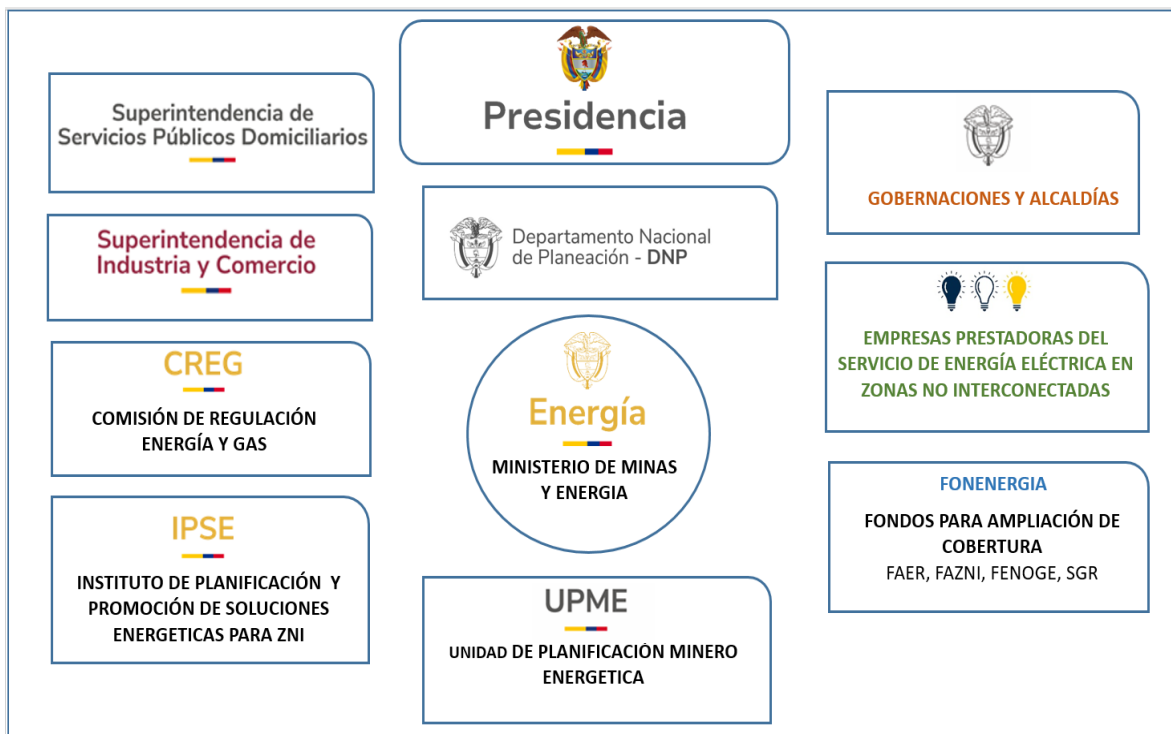 Superintendencia de
Servicios Públicos Domiciliarios
Superintendencia de
Industria y Comercio
CREG
COMISIÓN DE REGULACIÓN
ENERGÍA Y GAS
IPSE
INSTITUTO DE PLANIFICACIÓN Y
PROMOCIÓN DE SOLUCIONES
ENERGETICAS PARA ZNI
Presidencia
Departamento Nacional
de Planeación - DNP
Energía
MINISTERIO DE MINAS
Y ENERGIA
UPME
UNIDAD DE PLANIFICACIÓN MINERO
ENERGETICA
GOBERNACIONES Y ALCALDÍAS
EMPRESAS PRESTADORAS DEL
SERVICIO DE ENERGÍA ELÉCTRICA EN
ZONAS NO INTERCONECTADAS
FONENERGIA
FONDOS PARA AMPLIACIÓN DE
COBERTURA
FAER, FAZNI, FENOGE, SGR